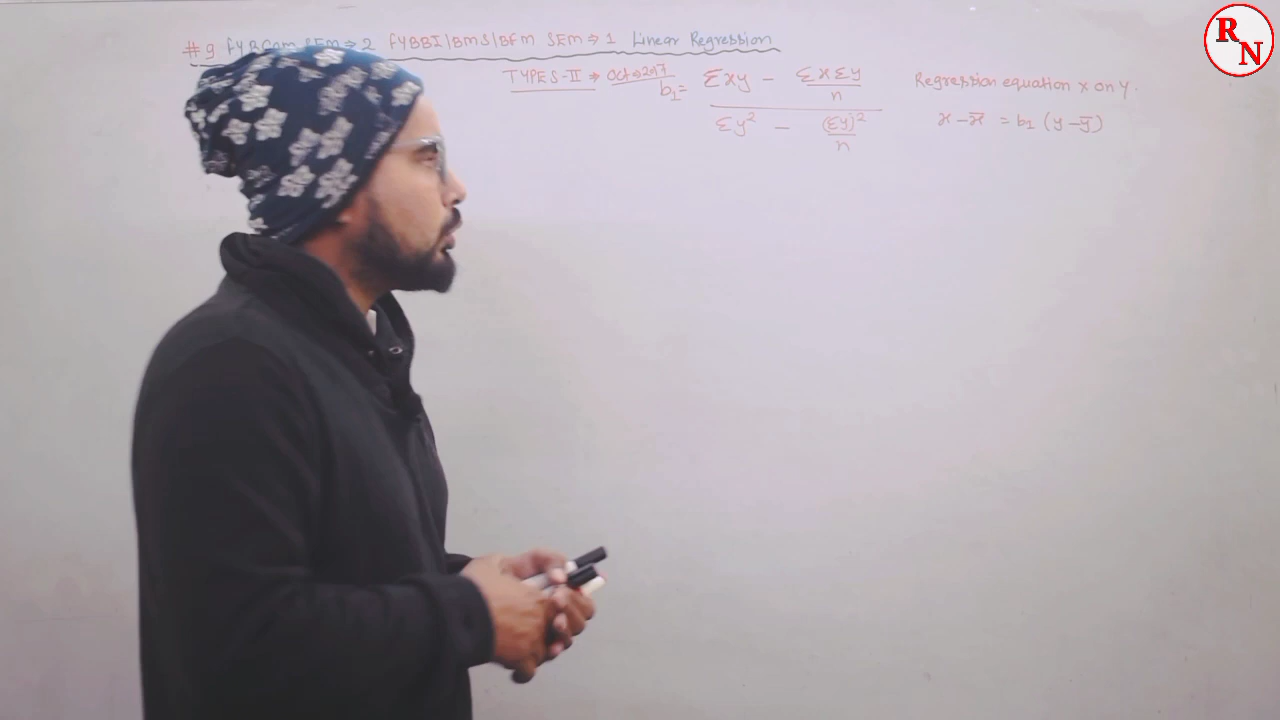 #9 FYBCom SEM⇒2 FYBBI/BMS/BFM SEM⇒1 Linear Regression
TYPES-II ⇒ Oct⇒2017
b₁= Σxy − ΣxΣy/n
Σy² − (Σy)²/n
Regression equation x on y.
x − x̄ = b₁ (y − ȳ)
RN